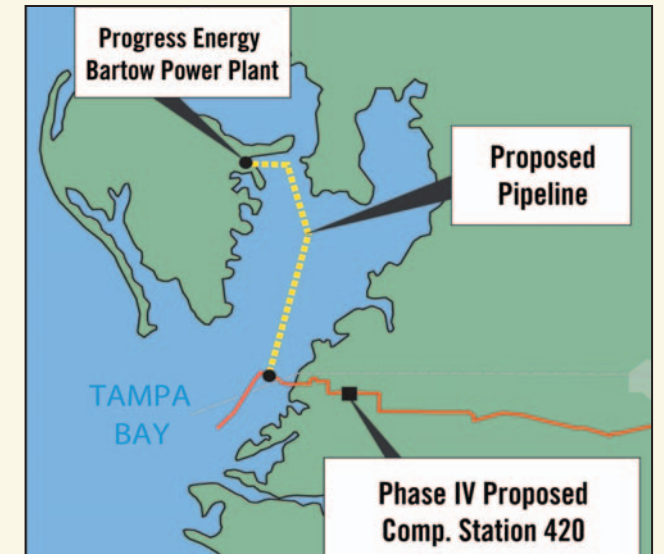 Progress Energy
Bartow Power Plant
Proposed
Pipeline
TAMPA
BAY
Phase IV Proposed
Comp. Station 420